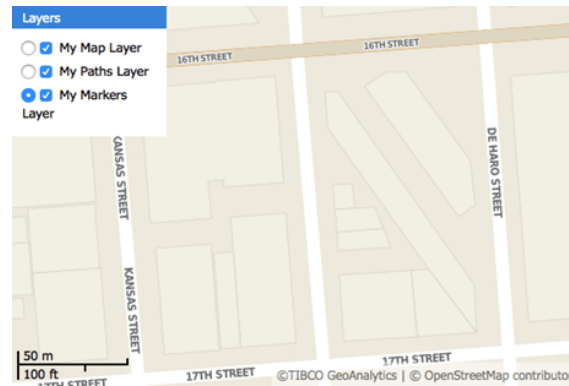 Layers
My Map Layer
My Paths Layer
My Markers
Layer
16TH STREET
16TH STREET
KANSAS STREET
DE HARO STREET
KANSAS STREET
50 m
100 ft
17TH STREET
17TH STREET
17TH STREET
©TIBCO GeoAnalytics | © OpenStreetMap contributo